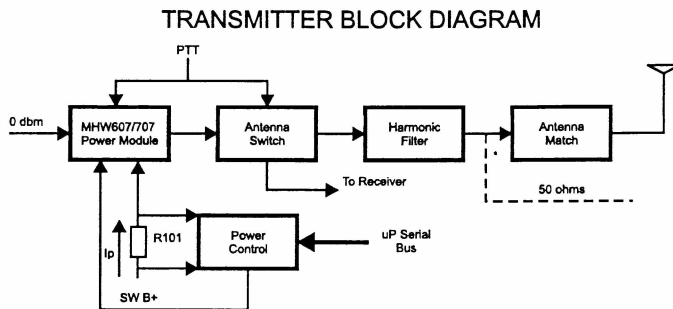 TRANSMITTER BLOCK DIAGRAM
PTT
0 dbm
MHW607/707
Power Module
Antenna
Switch
Harmonic
Filter
Antenna
Match
To Receiver
50 ohms
Ip
R101
Power
Control
uP Serial
Bus
SW B+